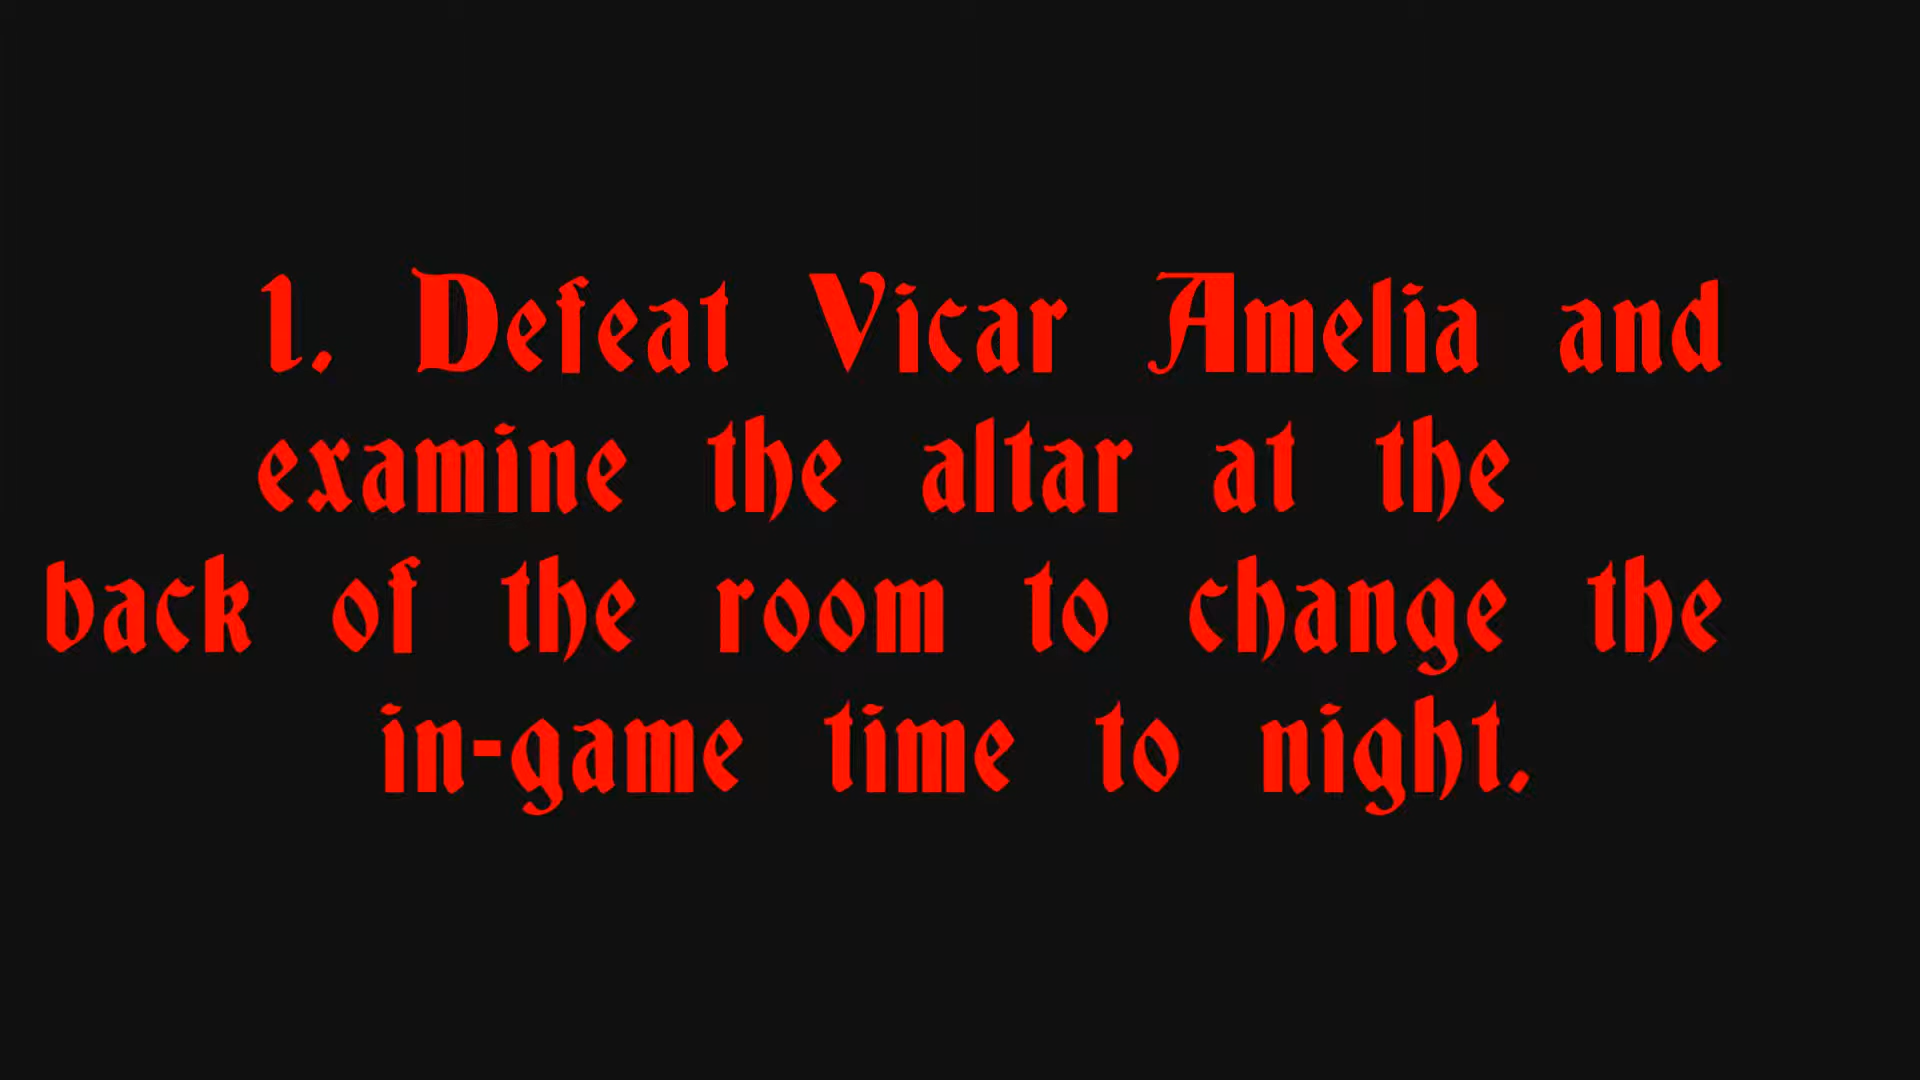 1. Defeat Vicar Amelia and
examine the altar at the
back of the room to change the
in-game time to night.